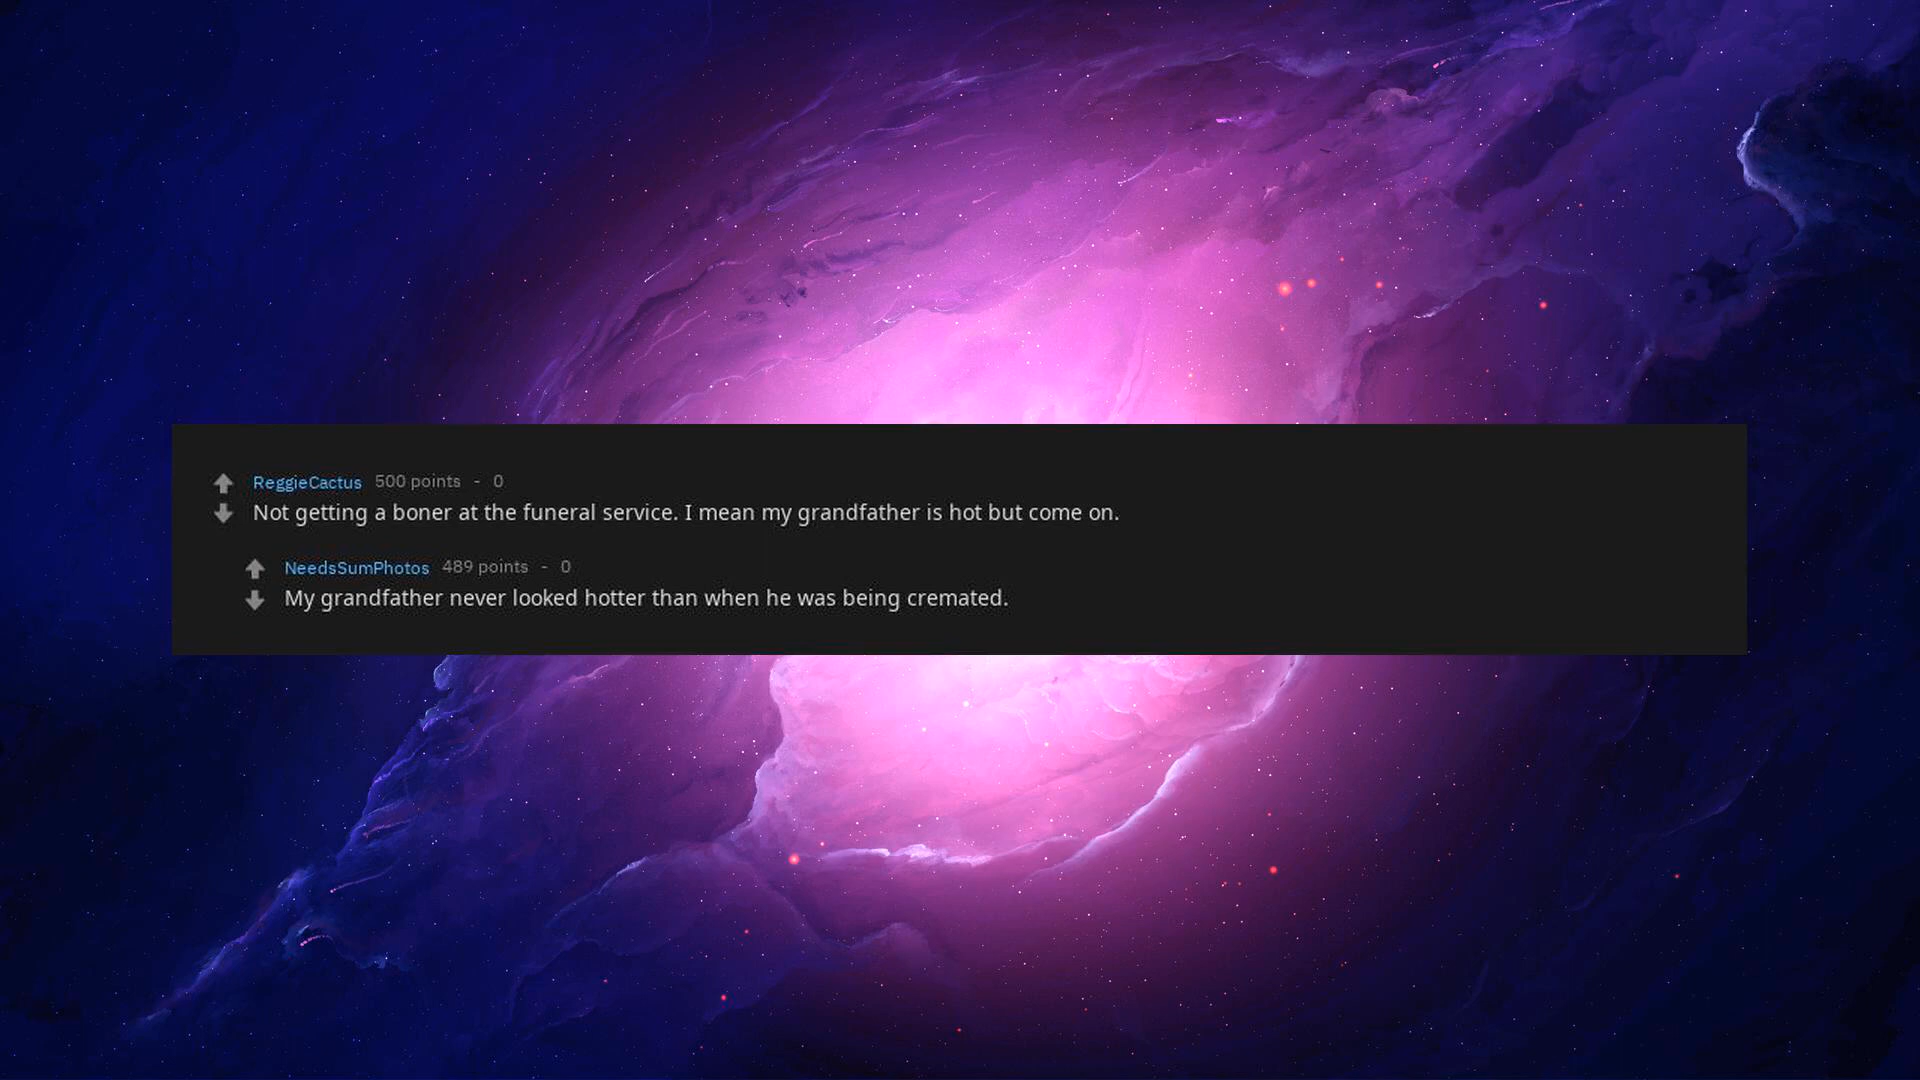 ReggieCactus 500 points - 0
Not getting a boner at the funeral service. I mean my grandfather is hot but come on.
NeedsSumPhotos 489 points - 0
My grandfather never looked hotter than when he was being cremated.